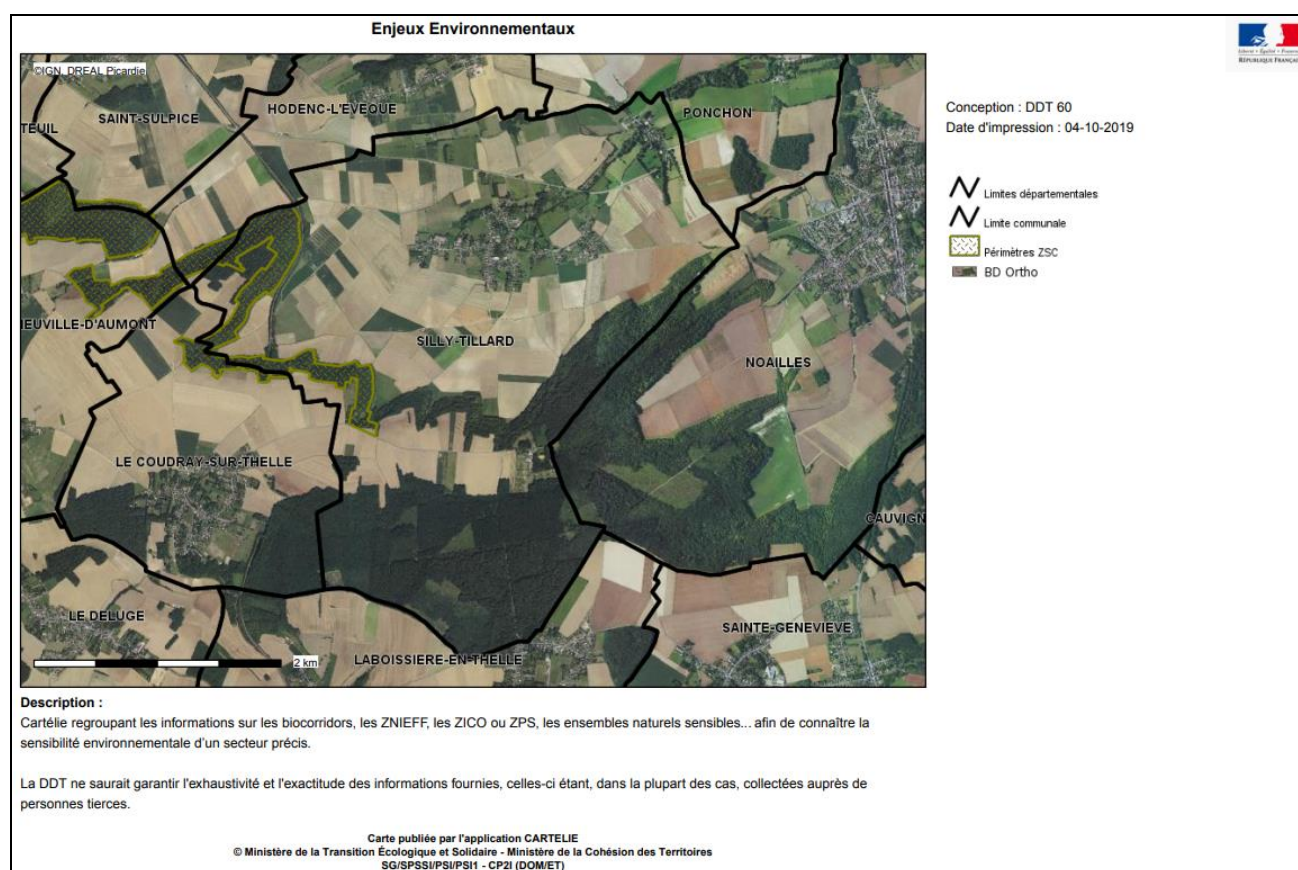 Enjeux Environnementaux
Liberté • Égalité • Fraternité
RÉPUBLIQUE FRANÇAISE
©IGN, DREAL Picardie
HODENC-L'EVEQUE
PONCHON
SAINT-SULPICE
TEUIL
Conception : DDT 60
Date d'impression : 04-10-2019
Limites départementales
Limite communale
Périmètres ZSC
BD Ortho
EUVILLE-D'AUMONT
SILLY-TILLARD
NOAILLES
LE COUDRAY-SUR-THELLE
CAUVIGN
LE DELUGE
SAINTE-GENEVIEVE
LABOISSIERE-EN-THELLE
2 km
Description :
Cartélie regroupant les informations sur les biocorridors, les ZNIEFF, les ZICO ou ZPS, les ensembles naturels sensibles... afin de connaître la
sensibilité environnementale d'un secteur précis.
La DDT ne saurait garantir l'exhaustivité et l'exactitude des informations fournies, celles-ci étant, dans la plupart des cas, collectées auprès de
personnes tierces.
Carte publiée par l'application CARTELIE
© Ministère de la Transition Écologique et Solidaire - Ministère de la Cohésion des Territoires
SG/SPSSI/PSI/PSI1 - CP2I (DOM/ET)